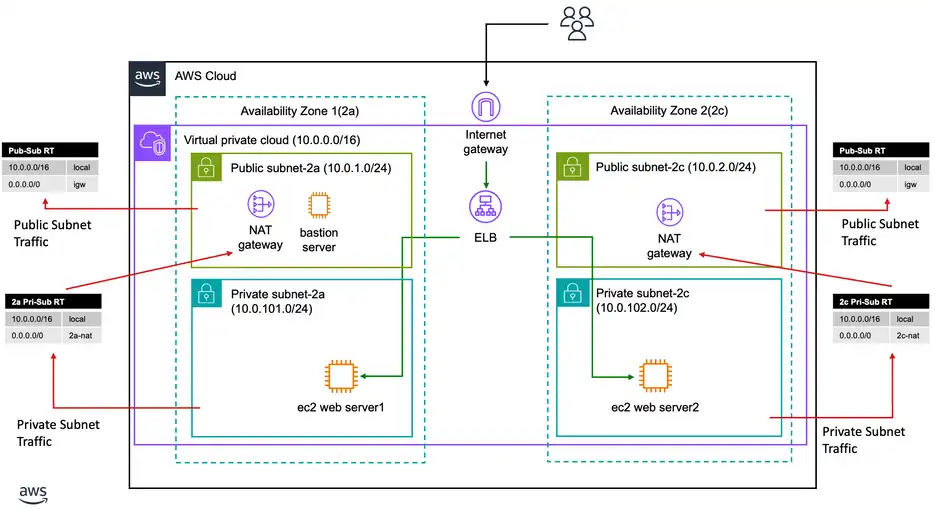 aws
AWS Cloud
Availability Zone 1(2a)
Availability Zone 2(2c)
Internet
gateway
Virtual private cloud (10.0.0.0/16)
Pub-Sub RT
10.0.0.0/16 local
0.0.0.0/0 igw
Public Subnet
Traffic
Public subnet-2a (10.0.1.0/24)
NAT
gateway
bastion
server
ELB
Public subnet-2c (10.0.2.0/24)
NAT
gateway
Pub-Sub RT
10.0.0.0/16 local
0.0.0.0/0 igw
Public Subnet
Traffic
2a Pri-Sub RT
10.0.0.0/16 local
0.0.0.0/0 2a-nat
Private Subnet
Traffic
Private subnet-2a
(10.0.101.0/24)
ec2 web server1
Private subnet-2c
(10.0.102.0/24)
ec2 web server2
2c Pri-Sub RT
10.0.0.0/16 local
0.0.0.0/0 2c-nat
Private Subnet
Traffic
aws